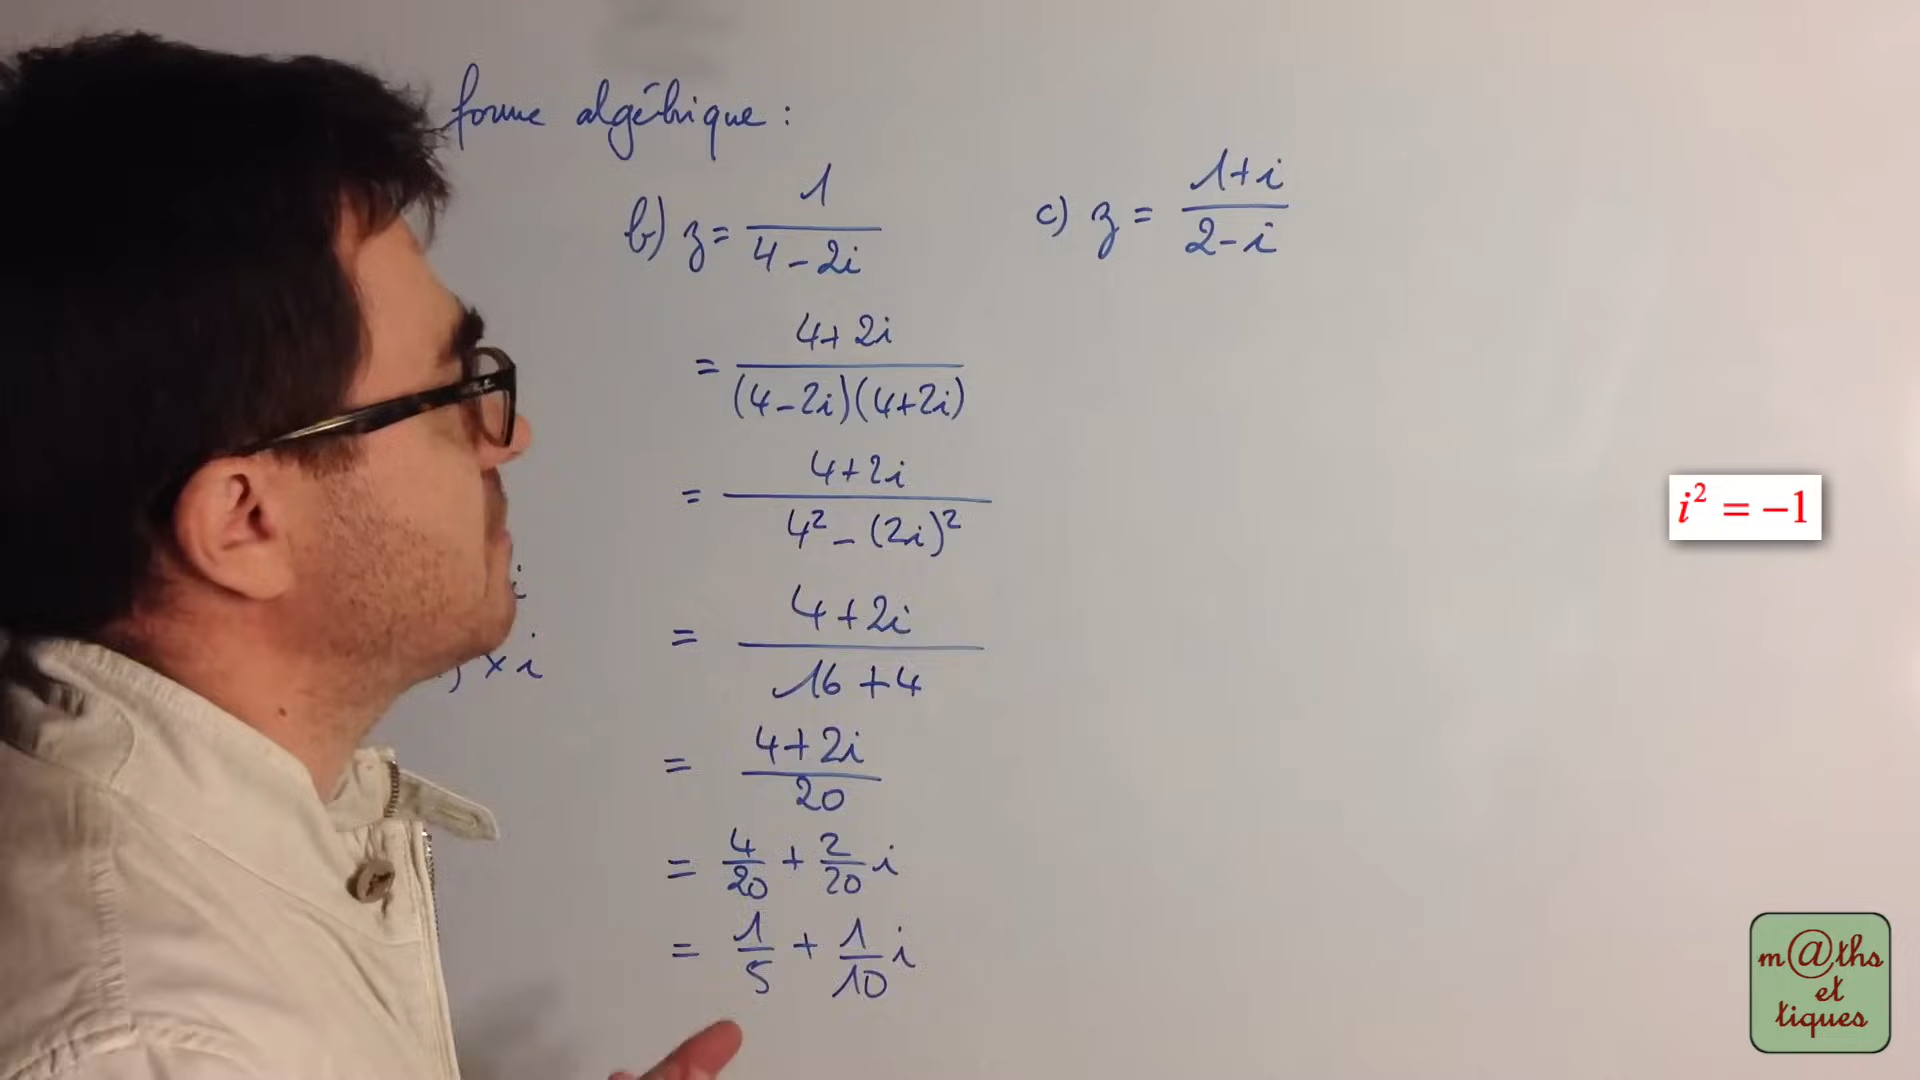 forme algébrique :
b) z = 1 / (4 - 2i)
= (4 + 2i) / ((4 - 2i)(4 + 2i))
= (4 + 2i) / (4² - (2i)²)
= (4 + 2i) / (16 + 4)
= (4 + 2i) / 20
= 4/20 + 2/20 i
= 1/5 + 1/10 i
i
) × i
c) z = (1 + i) / (2 - i)
i² = -1
m@ths
et
tiques